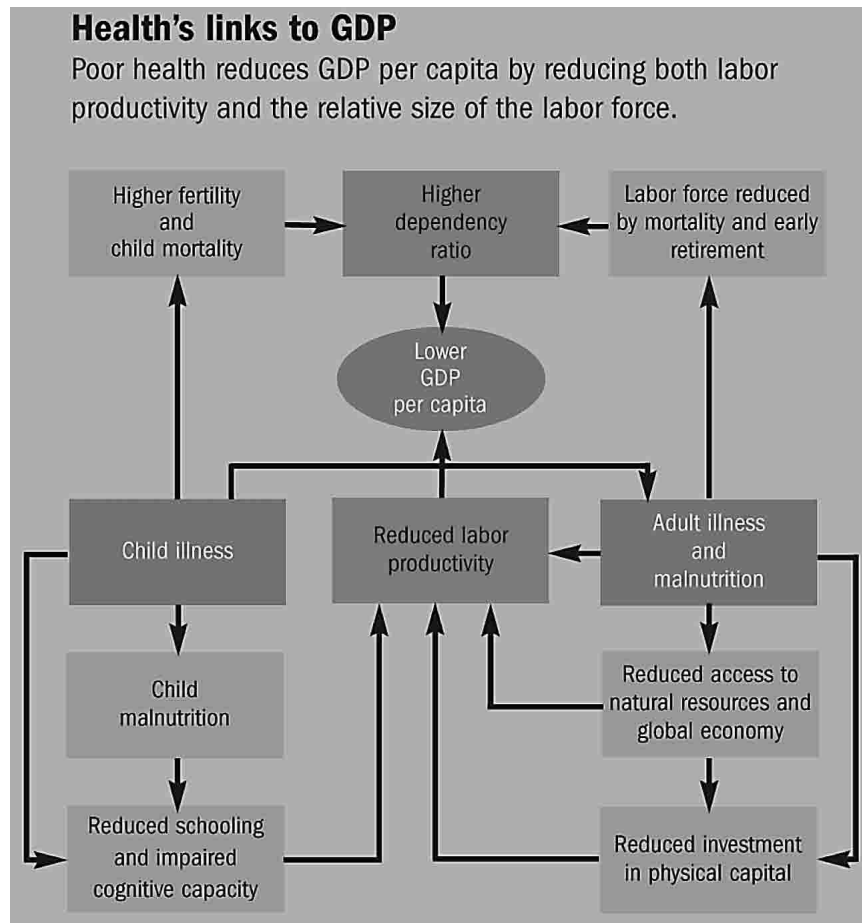 Health's links to GDP
Poor health reduces GDP per capita by reducing both labor
productivity and the relative size of the labor force.
Higher fertility
and
child mortality
Higher
dependency
ratio
Labor force reduced
by mortality and early
retirement
Lower
GDP
per capita
Child illness
Reduced labor
productivity
Adult illness
and
malnutrition
Child
malnutrition
Reduced access to
natural resources and
global economy
Reduced schooling
and impaired
cognitive capacity
Reduced investment
in physical capital